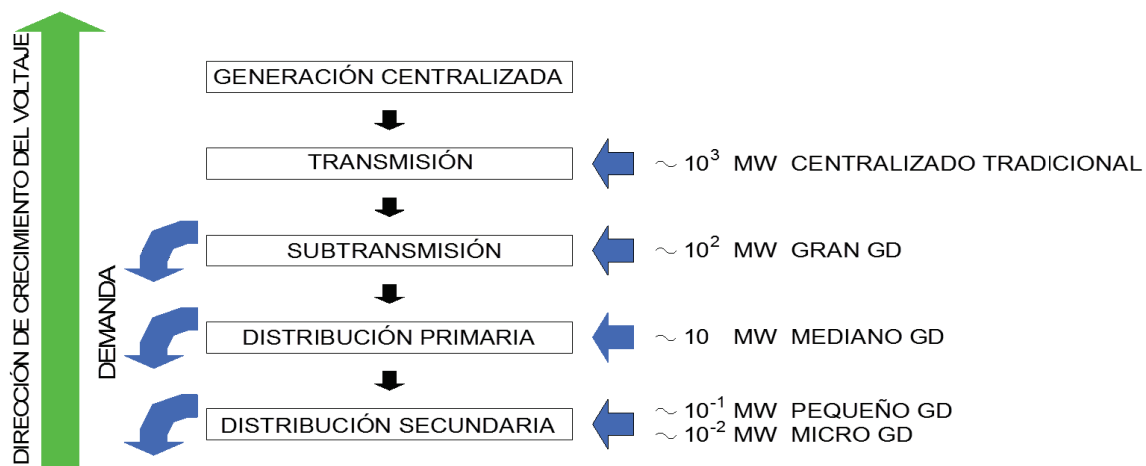 DIRECCIÓN DE CRECIMIENTO DEL VOLTAJE
DEMANDA
GENERACIÓN CENTRALIZADA
TRANSMISIÓN
~ 10³ MW CENTRALIZADO TRADICIONAL
SUBTRANSMISIÓN
~ 10² MW GRAN GD
DISTRIBUCIÓN PRIMARIA
~ 10 MW MEDIANO GD
DISTRIBUCIÓN SECUNDARIA
~ 10⁻¹ MW PEQUEÑO GD
~ 10⁻² MW MICRO GD